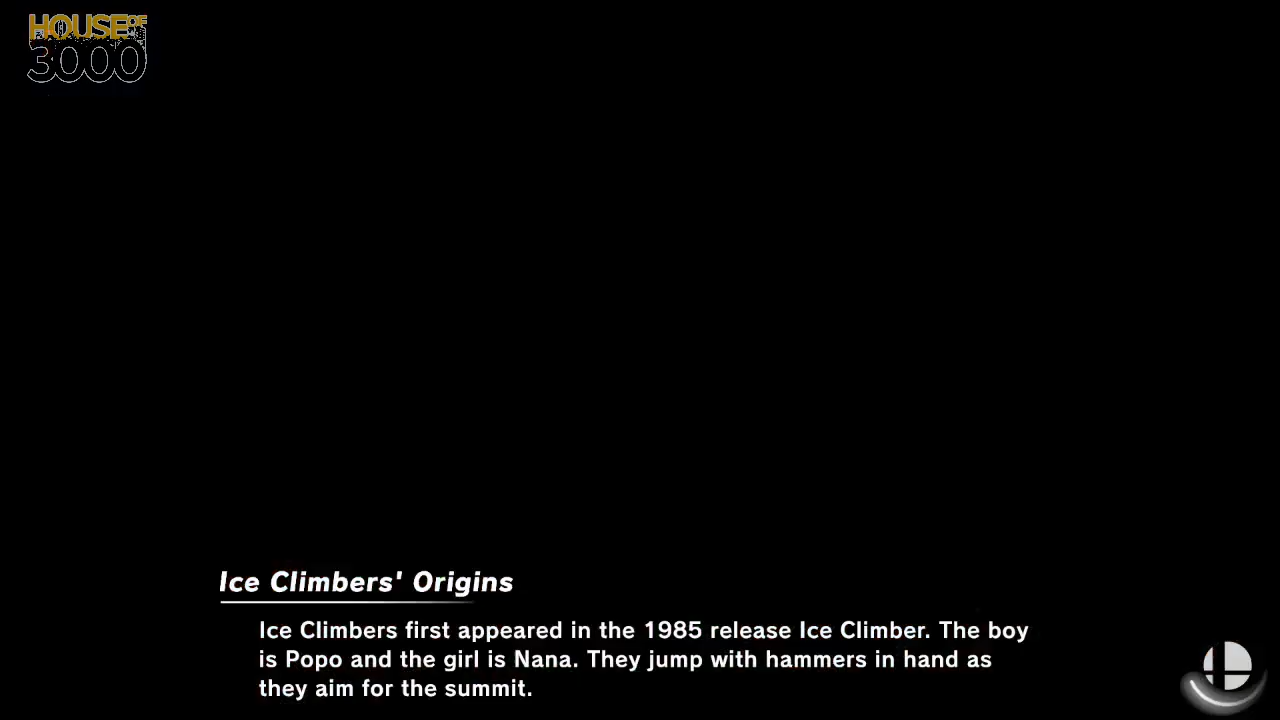 HOUSE OF
3000
Ice Climbers' Origins
Ice Climbers first appeared in the 1985 release Ice Climber. The boy
is Popo and the girl is Nana. They jump with hammers in hand as
they aim for the summit.